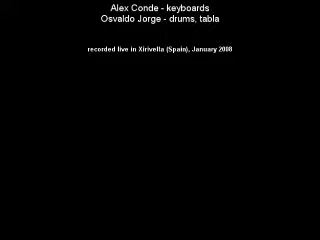 Alex Conde - keyboards
Osvaldo Jorge - drums, tabla
recorded live in Xirivella (Spain), January 2008